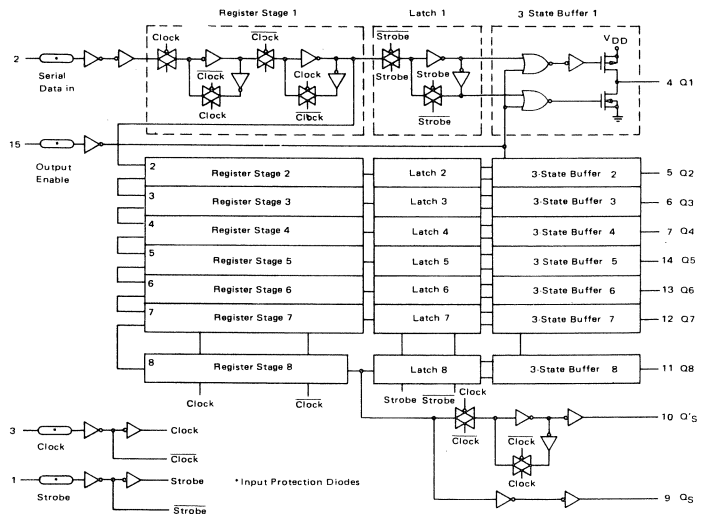 Register Stage 1
Latch 1
3 State Buffer 1
2
Serial
Data in
Clock
Clock
Clock
Clock
Clock
Clock
Clock
Clock
Strobe
Strobe
Strobe
Strobe
VDD
4 Q1
15
Output
Enable
2 Register Stage 2 Latch 2 3-State Buffer 2 5 Q2
3 Register Stage 3 Latch 3 3-State Buffer 3 6 Q3
4 Register Stage 4 Latch 4 3-State Buffer 4 7 Q4
5 Register Stage 5 Latch 5 3-State Buffer 5 14 Q5
6 Register Stage 6 Latch 6 3-State Buffer 6 13 Q6
7 Register Stage 7 Latch 7 3-State Buffer 7 12 Q7
8 Register Stage 8 Latch 8 3-State Buffer 8 11 Q8
Clock
Clock
Strobe
Strobe
Clock
Clock
Clock
Clock
10 Q'S
3
Clock
Clock
Clock
1
Strobe
Strobe
Strobe
* Input Protection Diodes
9 QS